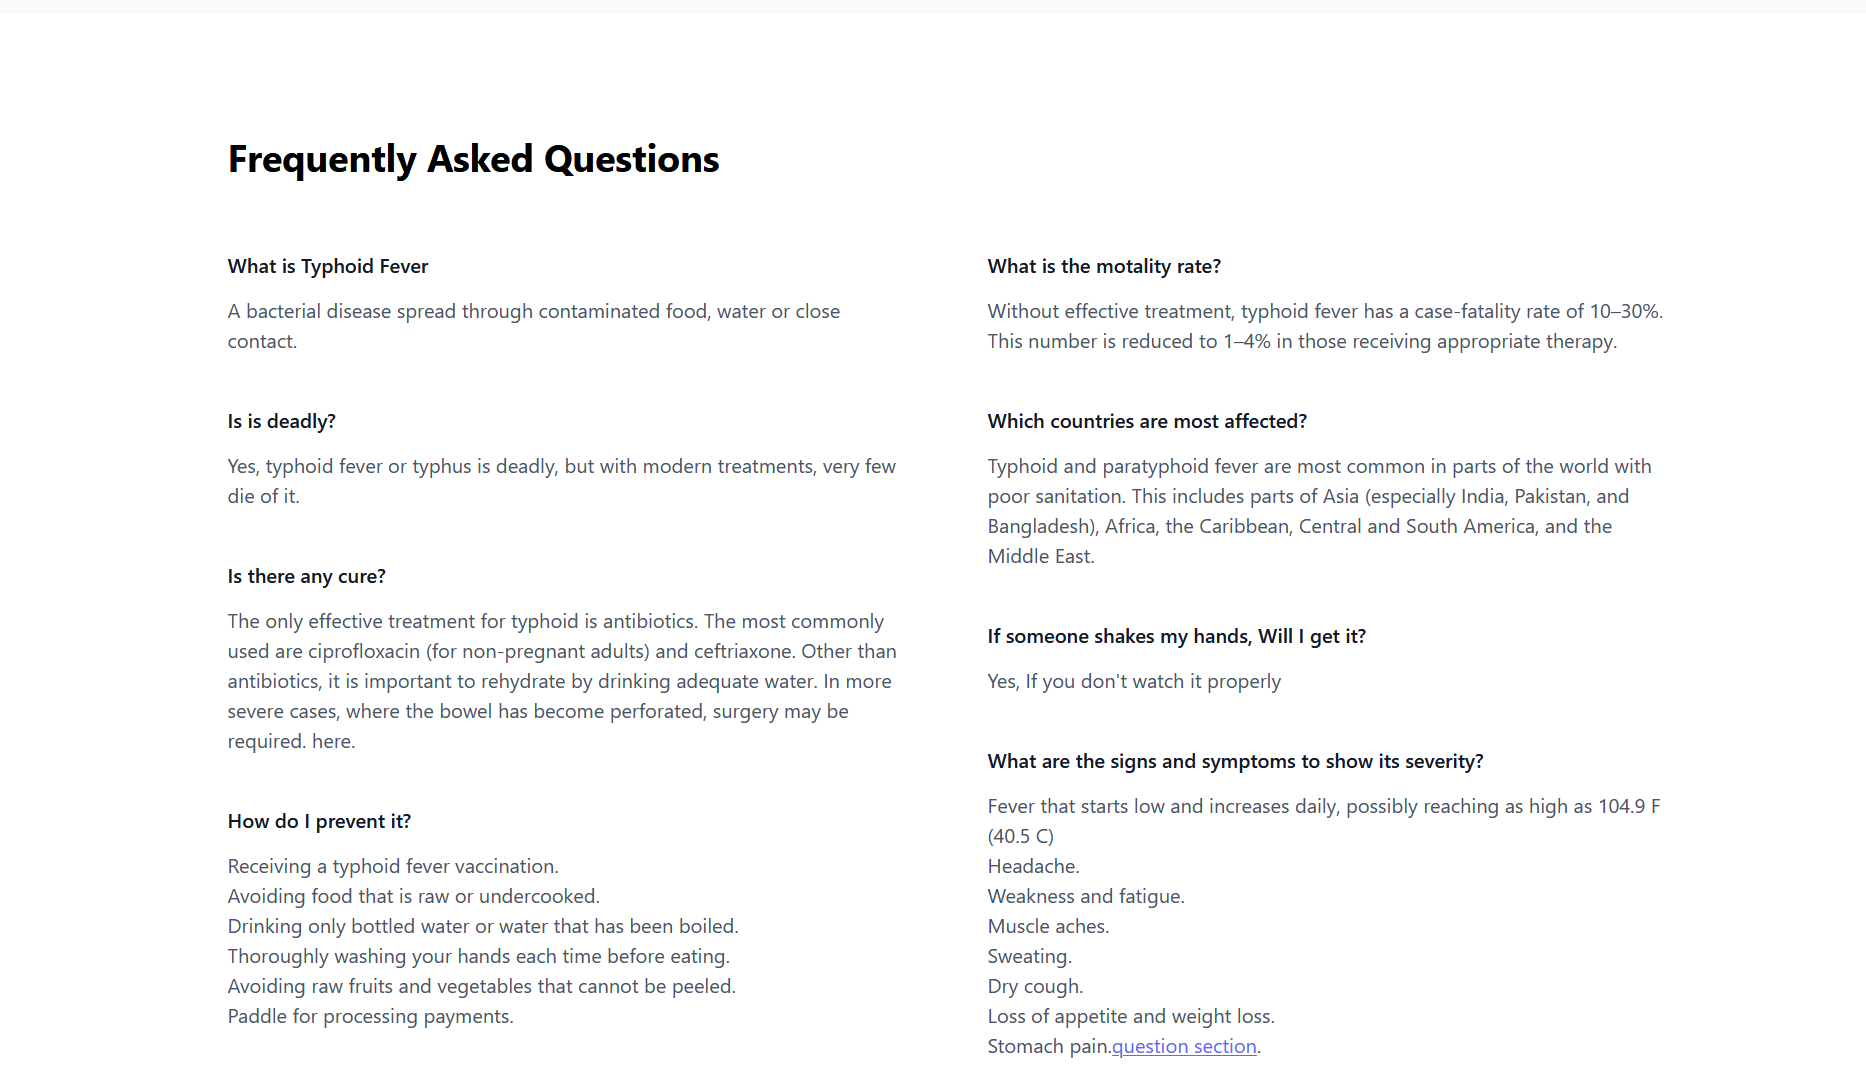 Frequently Asked Questions
What is Typhoid Fever
A bacterial disease spread through contaminated food, water or close
contact.
Is is deadly?
Yes, typhoid fever or typhus is deadly, but with modern treatments, very few
die of it.
Is there any cure?
The only effective treatment for typhoid is antibiotics. The most commonly
used are ciprofloxacin (for non-pregnant adults) and ceftriaxone. Other than
antibiotics, it is important to rehydrate by drinking adequate water. In more
severe cases, where the bowel has become perforated, surgery may be
required. here.
How do I prevent it?
Receiving a typhoid fever vaccination.
Avoiding food that is raw or undercooked.
Drinking only bottled water or water that has been boiled.
Thoroughly washing your hands each time before eating.
Avoiding raw fruits and vegetables that cannot be peeled.
Paddle for processing payments.
What is the motality rate?
Without effective treatment, typhoid fever has a case-fatality rate of 10–30%.
This number is reduced to 1–4% in those receiving appropriate therapy.
Which countries are most affected?
Typhoid and paratyphoid fever are most common in parts of the world with
poor sanitation. This includes parts of Asia (especially India, Pakistan, and
Bangladesh), Africa, the Caribbean, Central and South America, and the
Middle East.
If someone shakes my hands, Will I get it?
Yes, If you don't watch it properly
What are the signs and symptoms to show its severity?
Fever that starts low and increases daily, possibly reaching as high as 104.9 F
(40.5 C)
Headache.
Weakness and fatigue.
Muscle aches.
Sweating.
Dry cough.
Loss of appetite and weight loss.
Stomach pain.question section.